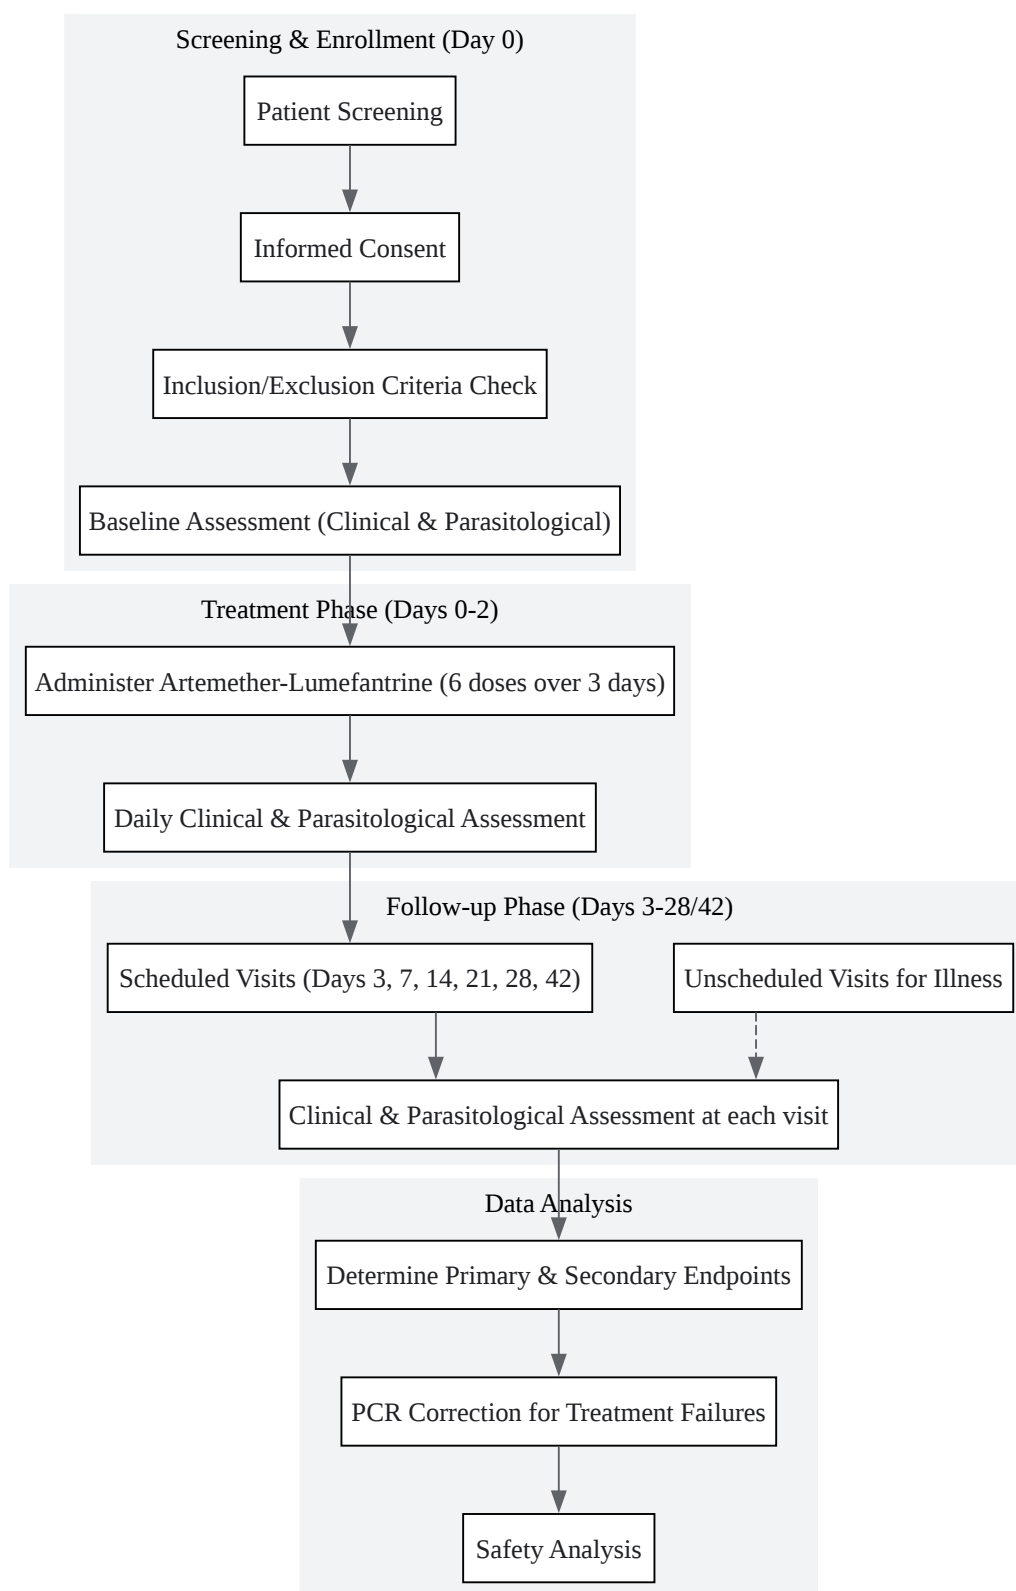 Screening & Enrollment (Day 0)
Patient Screening
Informed Consent
Inclusion/Exclusion Criteria Check
Baseline Assessment (Clinical & Parasitological)
Treatment Phase (Days 0-2)
Administer Artemether-Lumefantrine (6 doses over 3 days)
Daily Clinical & Parasitological Assessment
Follow-up Phase (Days 3-28/42)
Scheduled Visits (Days 3, 7, 14, 21, 28, 42)
Unscheduled Visits for Illness
Clinical & Parasitological Assessment at each visit
Data Analysis
Determine Primary & Secondary Endpoints
PCR Correction for Treatment Failures
Safety Analysis